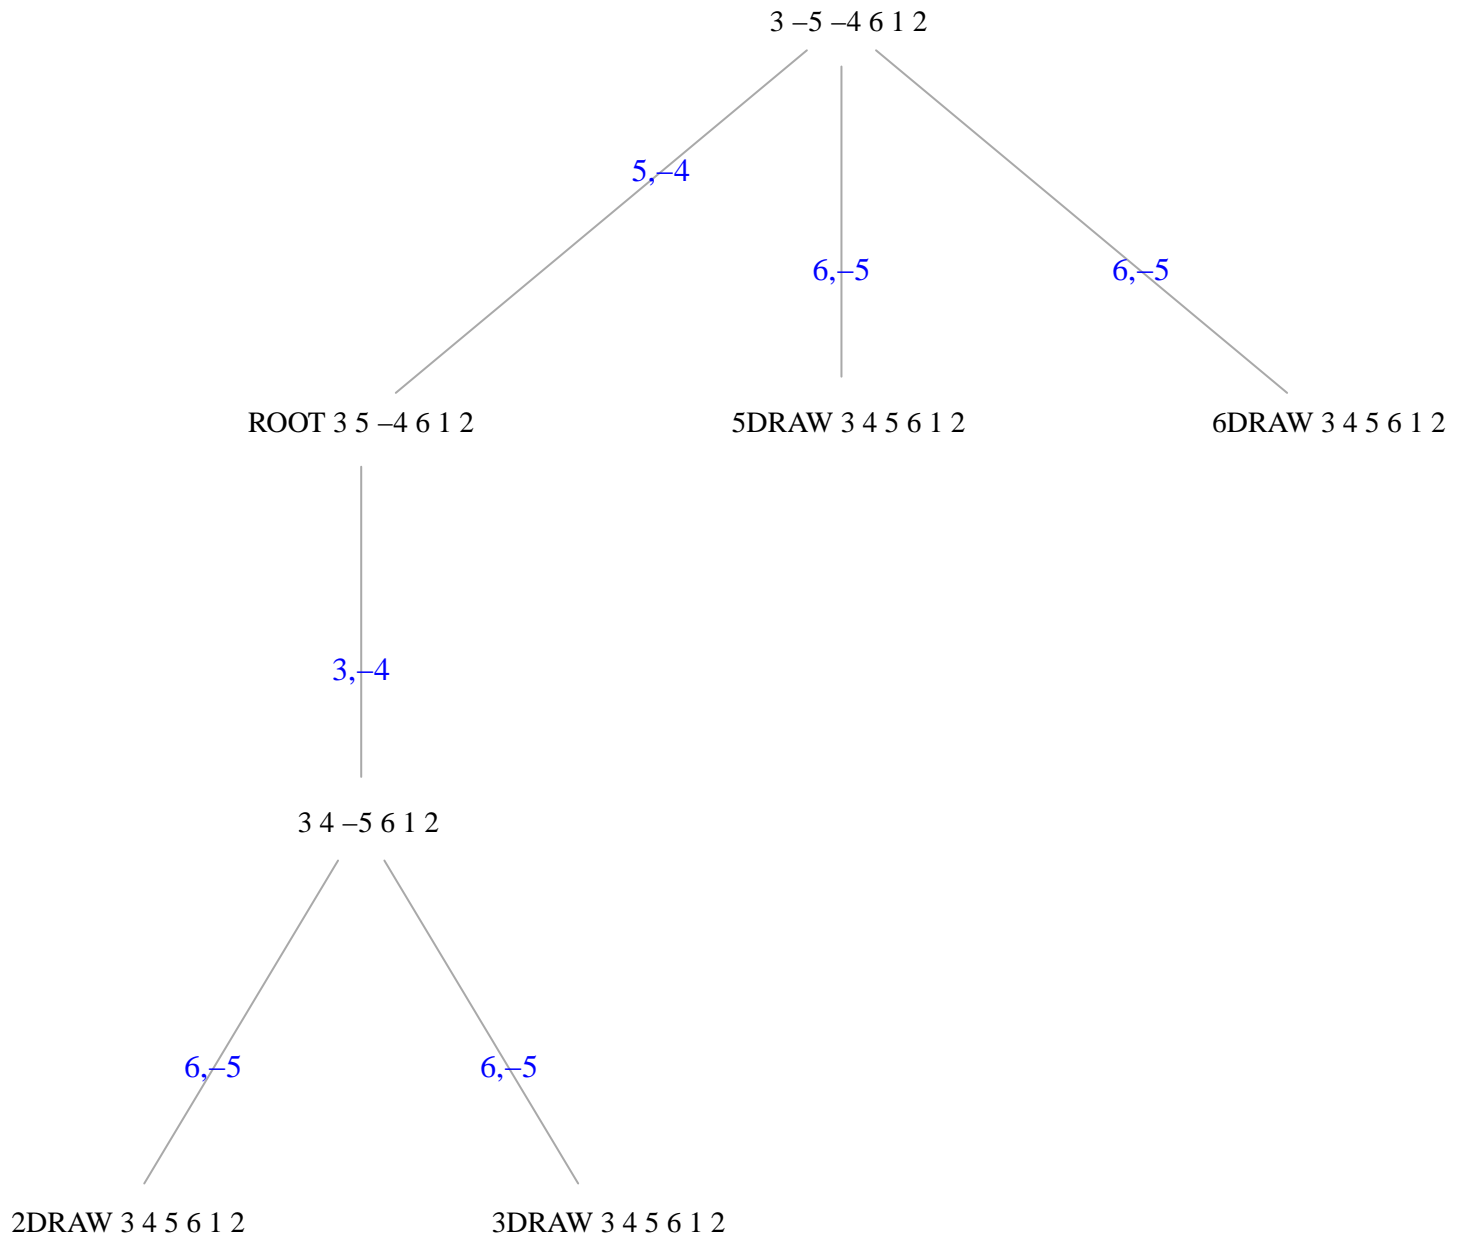 3 –5 –4 6 1 2
5,–4
6,–5
6,–5
ROOT 3 5 –4 6 1 2
5DRAW 3 4 5 6 1 2
6DRAW 3 4 5 6 1 2
3,–4
3 4 –5 6 1 2
6,–5
6,–5
2DRAW 3 4 5 6 1 2
3DRAW 3 4 5 6 1 2